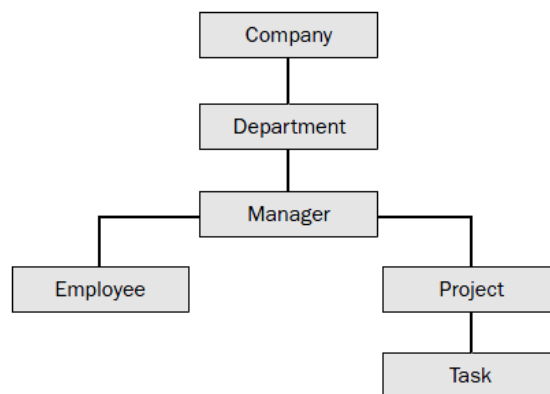 Company
Department
Manager
Employee
Project
Task